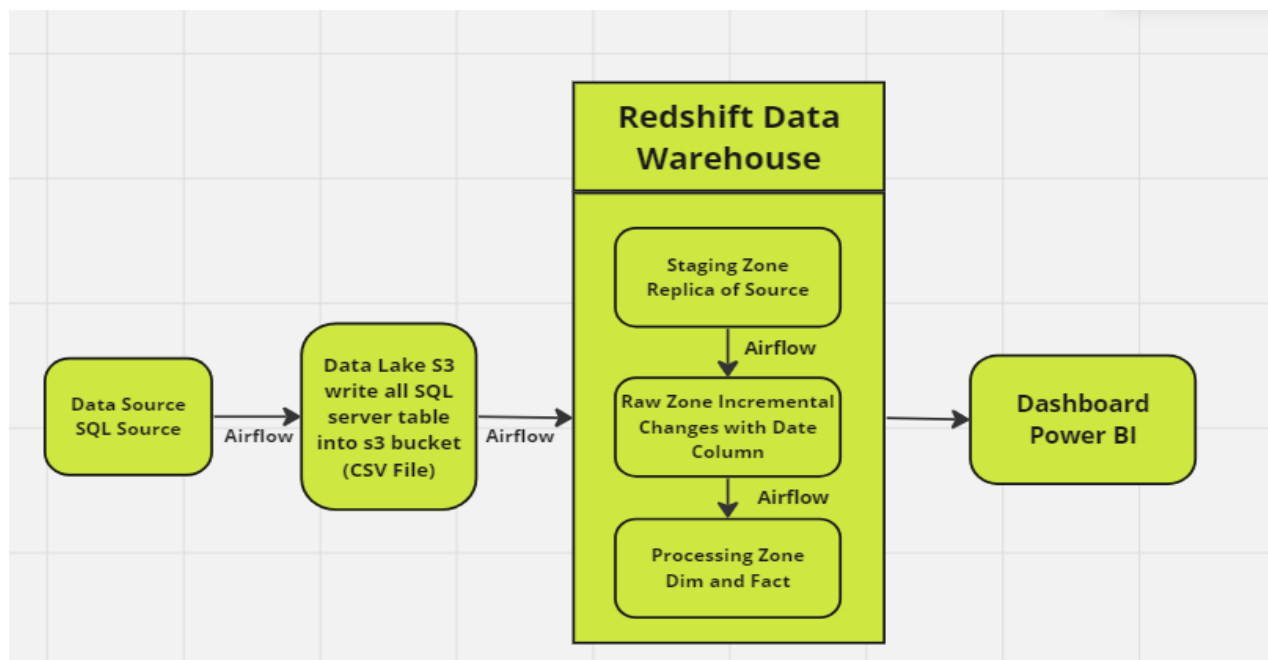 Redshift Data
Warehouse
Staging Zone
Replica of Source
Airflow
Raw Zone Incremental
Changes with Date
Column
Airflow
Processing Zone
Dim and Fact
Data Source
SQL Source
Airflow
Data Lake S3
write all SQL
server table
into s3 bucket
(CSV File)
Airflow
Dashboard
Power BI